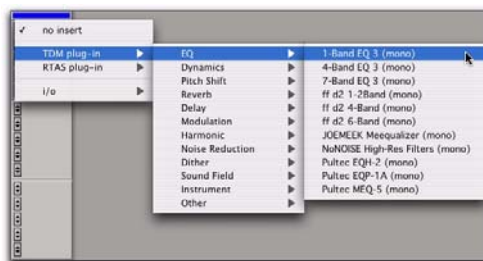 no insert
TDM plug-in
RTAS plug-in
i/o
EQ
Dynamics
Pitch Shift
Reverb
Delay
Modulation
Harmonic
Noise Reduction
Dither
Sound Field
Instrument
Other
1-Band EQ 3 (mono)
4-Band EQ 3 (mono)
7-Band EQ 3 (mono)
ff d2 1-2Band (mono)
ff d2 4-Band (mono)
ff d2 6-Band (mono)
JOEMEEK Meequalizer (mono)
NoNOISE High-Res Filters (mono)
Pultec EQH-2 (mono)
Pultec EQP-1A (mono)
Pultec MEQ-5 (mono)